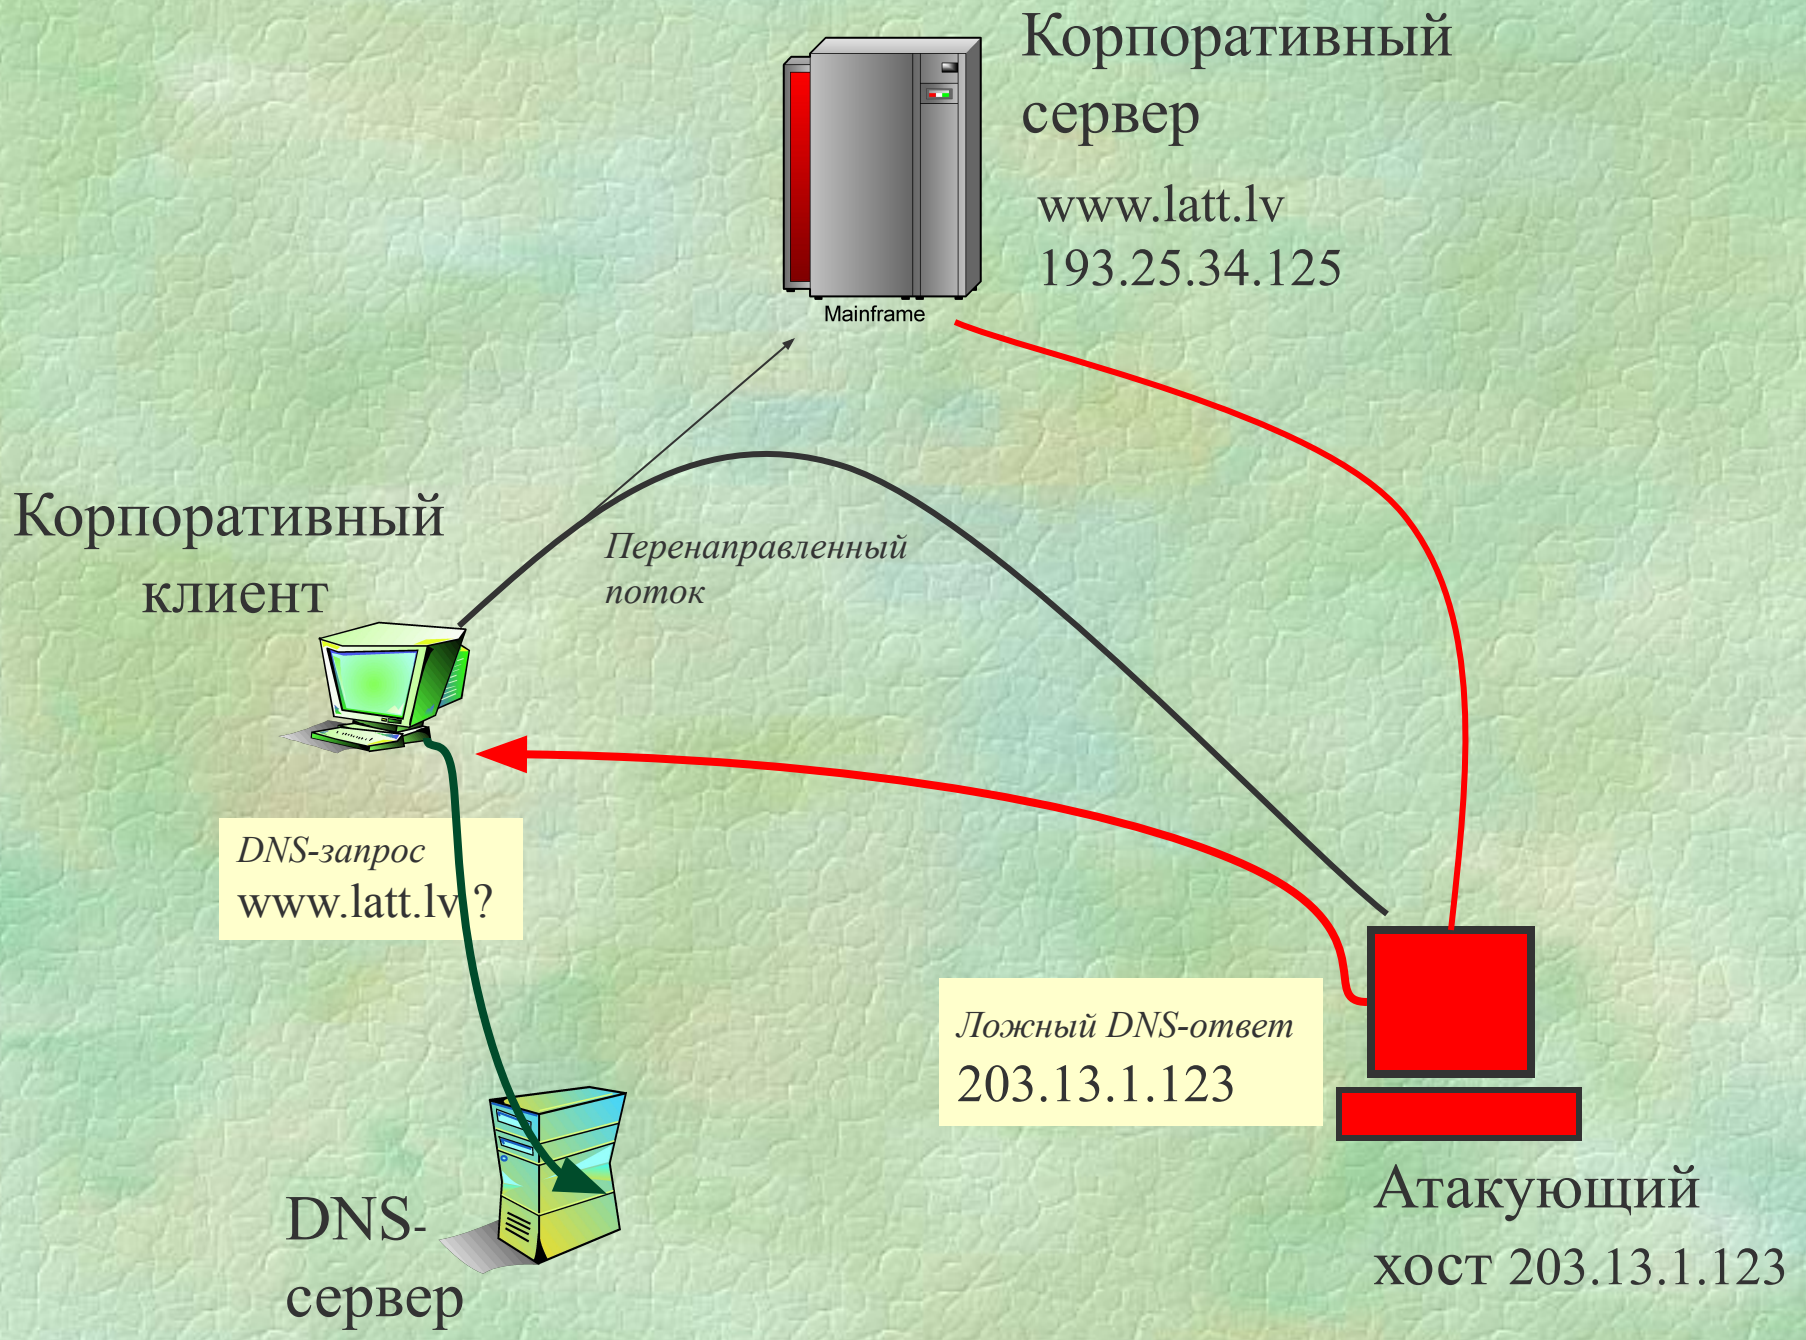 Корпоративный
сервер
www.latt.lv
193.25.34.125
Mainframe
Корпоративный
клиент
Перенаправленный
поток
DNS-запрос
www.latt.lv ?
Ложный DNS-ответ
203.13.1.123
DNS-
сервер
Атакующий
хост 203.13.1.123